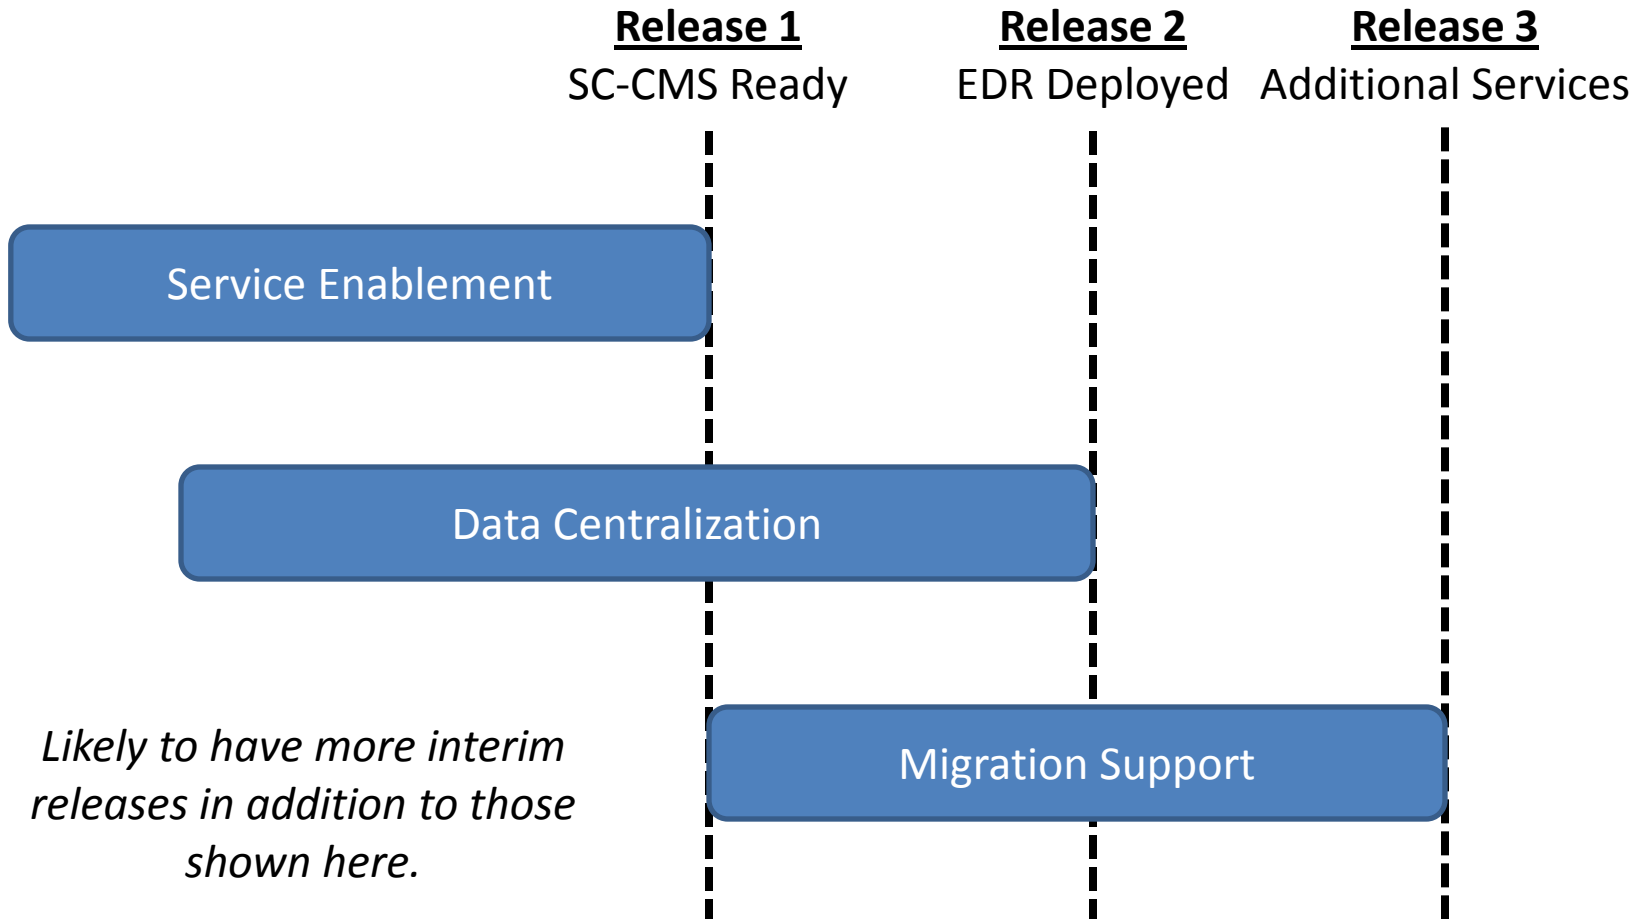 Release 1
SC-CMS Ready
Release 2
EDR Deployed
Release 3
Additional Services
Service Enablement
Data Centralization
Migration Support
Likely to have more interim
releases in addition to those
shown here.